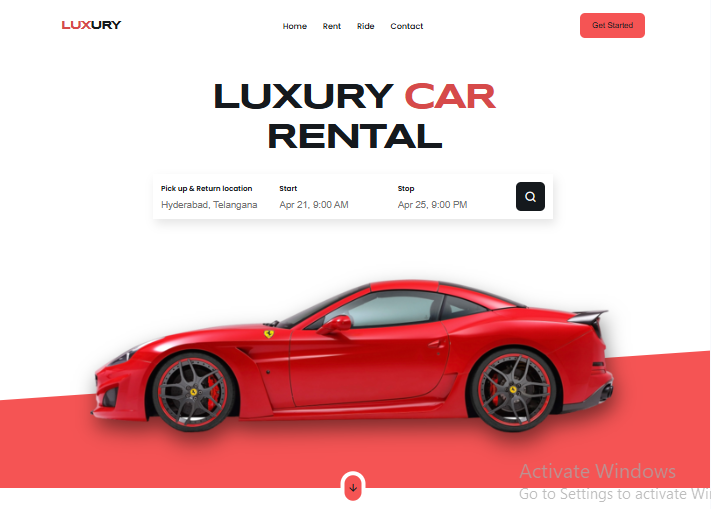 LUXURY
Home Rent Ride Contact
Get Started
LUXURY CAR
RENTAL
Pick up & Return location Start Stop
Hyderabad, Telangana Apr 21, 9:00 AM Apr 25, 9:00 PM
Activate Windows
Go to Settings to activate Wi